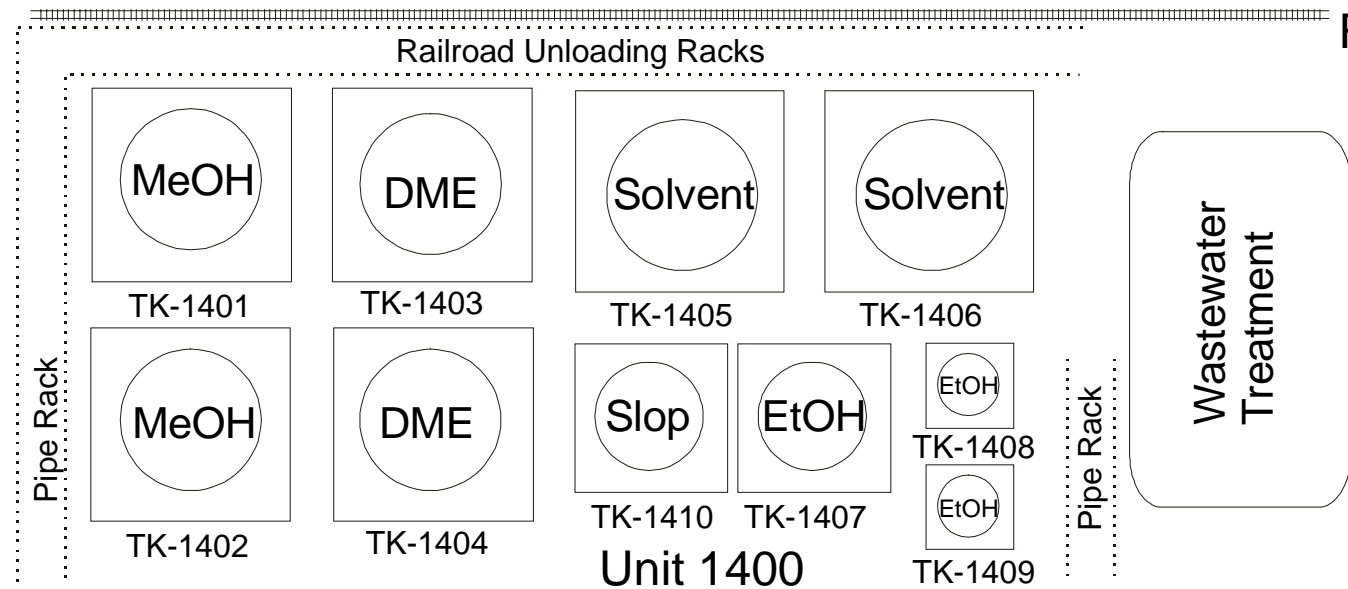 Railroad Unloading Racks
MeOH
DME
Solvent
Solvent
TK-1401
TK-1403
TK-1405
TK-1406
Pipe Rack
MeOH
DME
Slop
EtOH
EtOH
TK-1408
EtOH
TK-1402
TK-1404
TK-1410
TK-1407
TK-1409
Unit 1400
Pipe Rack
Wastewater
Treatment